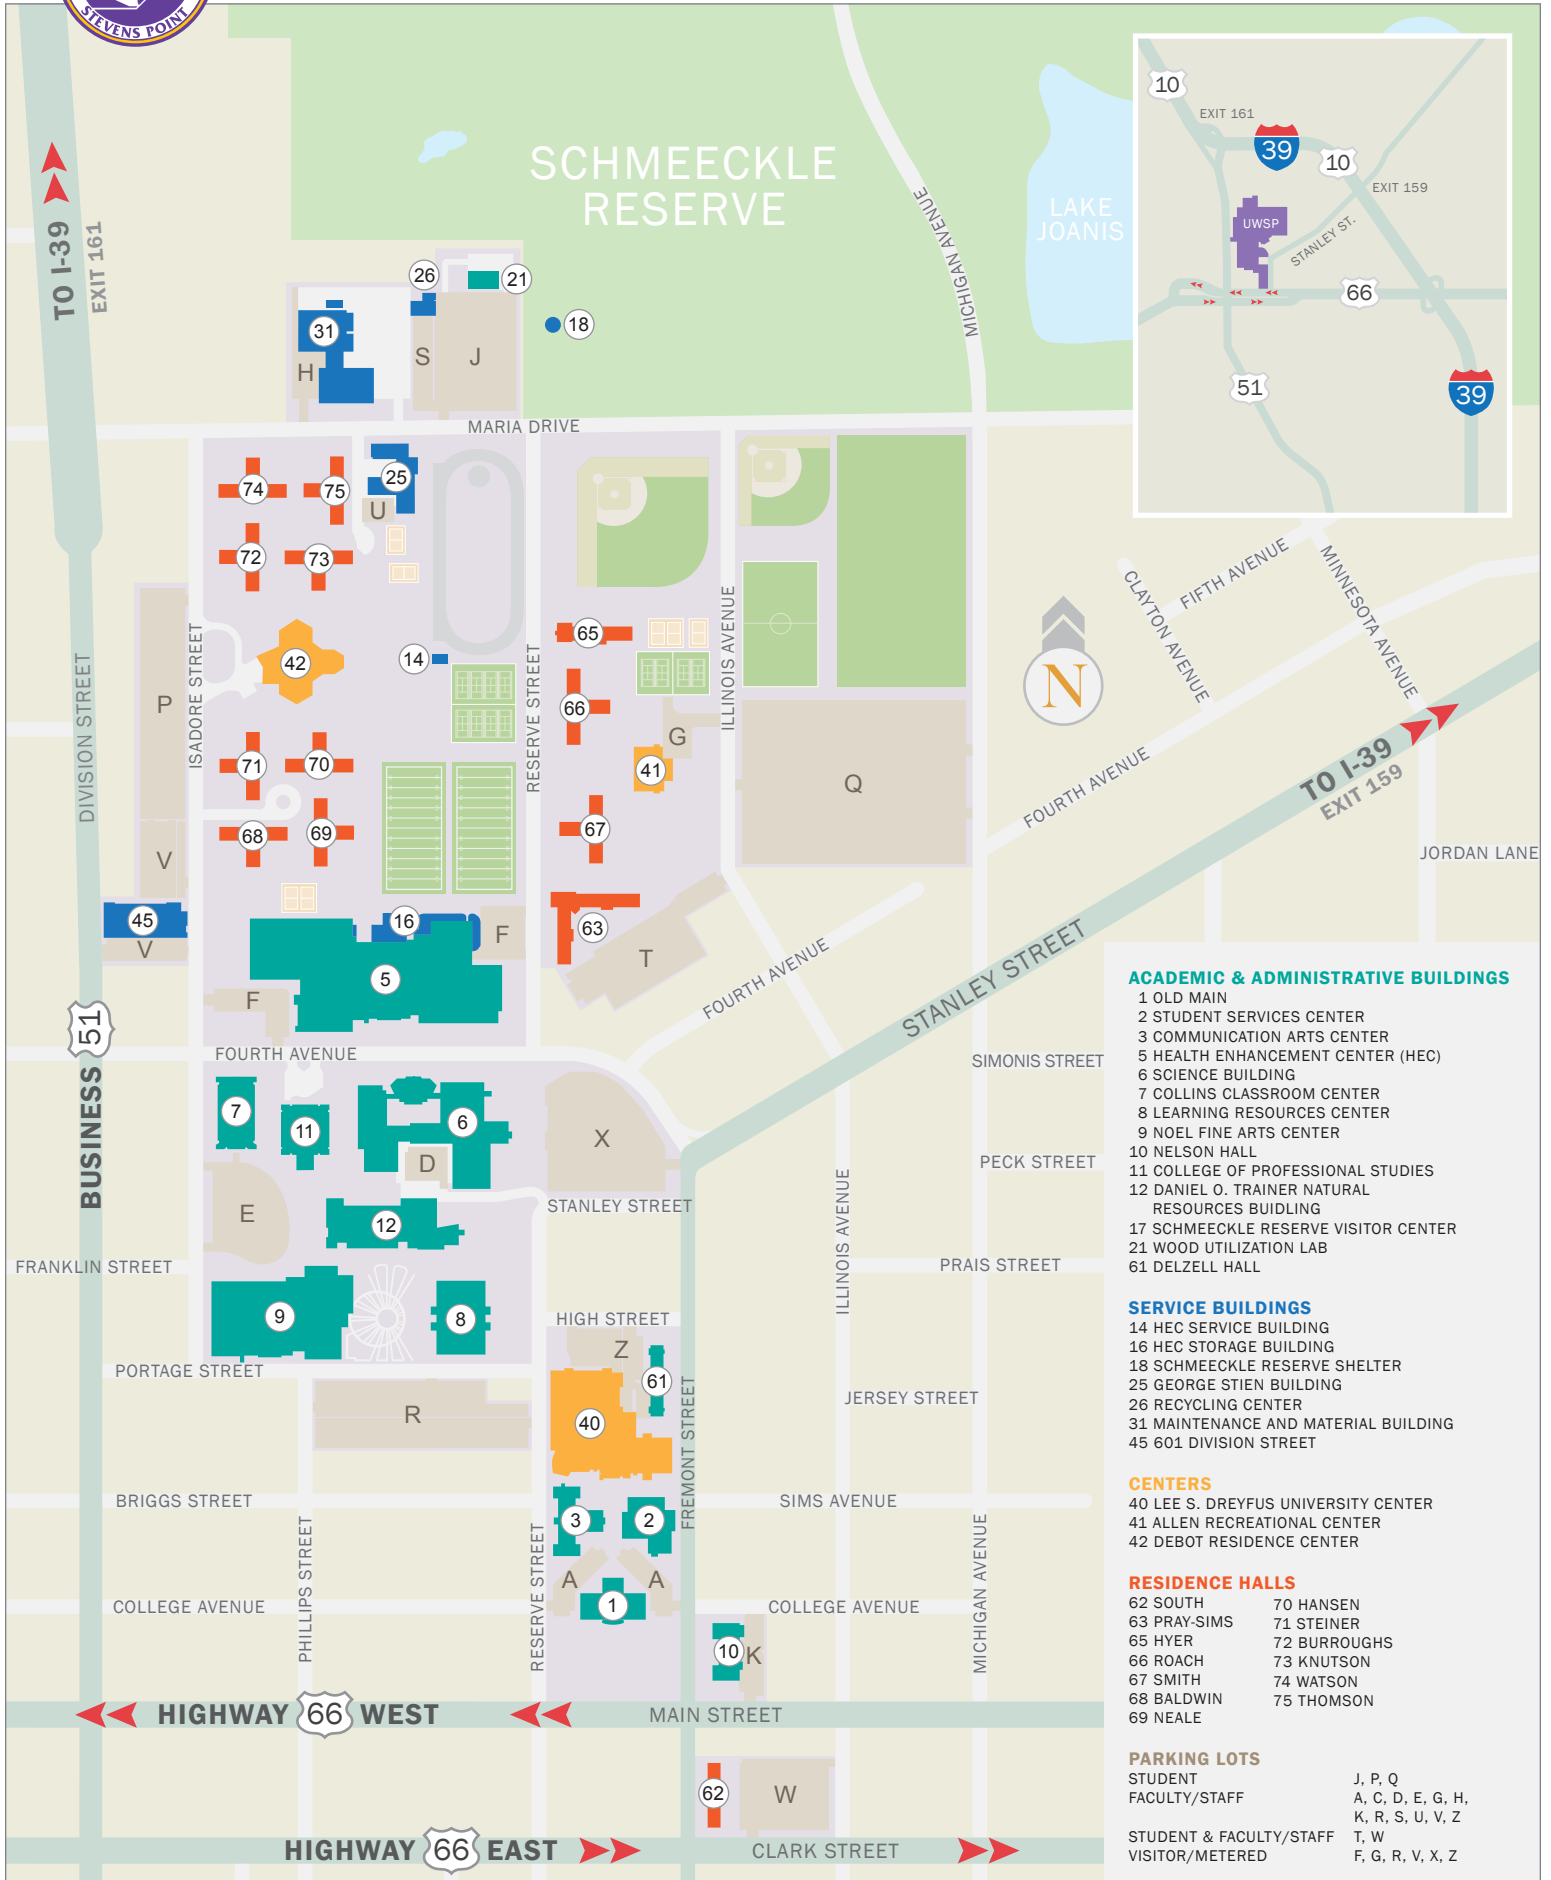 STEVENS POINT
SCHMEECKLE
RESERVE
LAKE
JOANIS
MICHIGAN AVENUE
TO I-39
EXIT 161
10
EXIT 161
39
10
EXIT 159
UWSP
STANLEY ST.
66
51
39
26
21
18
31
H
S
J
MARIA DRIVE
74
75
25
U
72
73
42
14
65
66
G
41
71
70
68
69
67
63
P
V
45
V
16
F
5
F
T
Q
DIVISION STREET
ISADORE STREET
RESERVE STREET
ILLINOIS AVENUE
N
CLAYTON AVENUE
FIFTH AVENUE
MINNESOTA AVENUE
FOURTH AVENUE
TO I-39
EXIT 159
JORDAN LANE
FOURTH AVENUE
STANLEY STREET
BUSINESS 51
FOURTH AVENUE
SIMONIS STREET
7
11
6
D
X
PECK STREET
E
12
STANLEY STREET
ILLINOIS AVENUE
FRANKLIN STREET
PRAIS STREET
9
8
HIGH STREET
Z
61
PORTAGE STREET
R
40
FREMONT STREET
JERSEY STREET
BRIGGS STREET
SIMS AVENUE
3
2
PHILLIPS STREET
RESERVE STREET
MICHIGAN AVENUE
A
A
1
COLLEGE AVENUE
COLLEGE AVENUE
10
K
HIGHWAY 66 WEST
MAIN STREET
62
W
HIGHWAY 66 EAST
CLARK STREET
ACADEMIC & ADMINISTRATIVE BUILDINGS
1 OLD MAIN
2 STUDENT SERVICES CENTER
3 COMMUNICATION ARTS CENTER
5 HEALTH ENHANCEMENT CENTER (HEC)
6 SCIENCE BUILDING
7 COLLINS CLASSROOM CENTER
8 LEARNING RESOURCES CENTER
9 NOEL FINE ARTS CENTER
10 NELSON HALL
11 COLLEGE OF PROFESSIONAL STUDIES
12 DANIEL O. TRAINER NATURAL
RESOURCES BUIDLING
17 SCHMEECKLE RESERVE VISITOR CENTER
21 WOOD UTILIZATION LAB
61 DELZELL HALL
SERVICE BUILDINGS
14 HEC SERVICE BUILDING
16 HEC STORAGE BUILDING
18 SCHMEECKLE RESERVE SHELTER
25 GEORGE STIEN BUILDING
26 RECYCLING CENTER
31 MAINTENANCE AND MATERIAL BUILDING
45 601 DIVISION STREET
CENTERS
40 LEE S. DREYFUS UNIVERSITY CENTER
41 ALLEN RECREATIONAL CENTER
42 DEBOT RESIDENCE CENTER
RESIDENCE HALLS
62 SOUTH
63 PRAY-SIMS
65 HYER
66 ROACH
67 SMITH
68 BALDWIN
69 NEALE
70 HANSEN
71 STEINER
72 BURROUGHS
73 KNUTSON
74 WATSON
75 THOMSON
PARKING LOTS
STUDENT J, P, Q
FACULTY/STAFF A, C, D, E, G, H,
K, R, S, U, V, Z
STUDENT & FACULTY/STAFF T, W
VISITOR/METERED F, G, R, V, X, Z